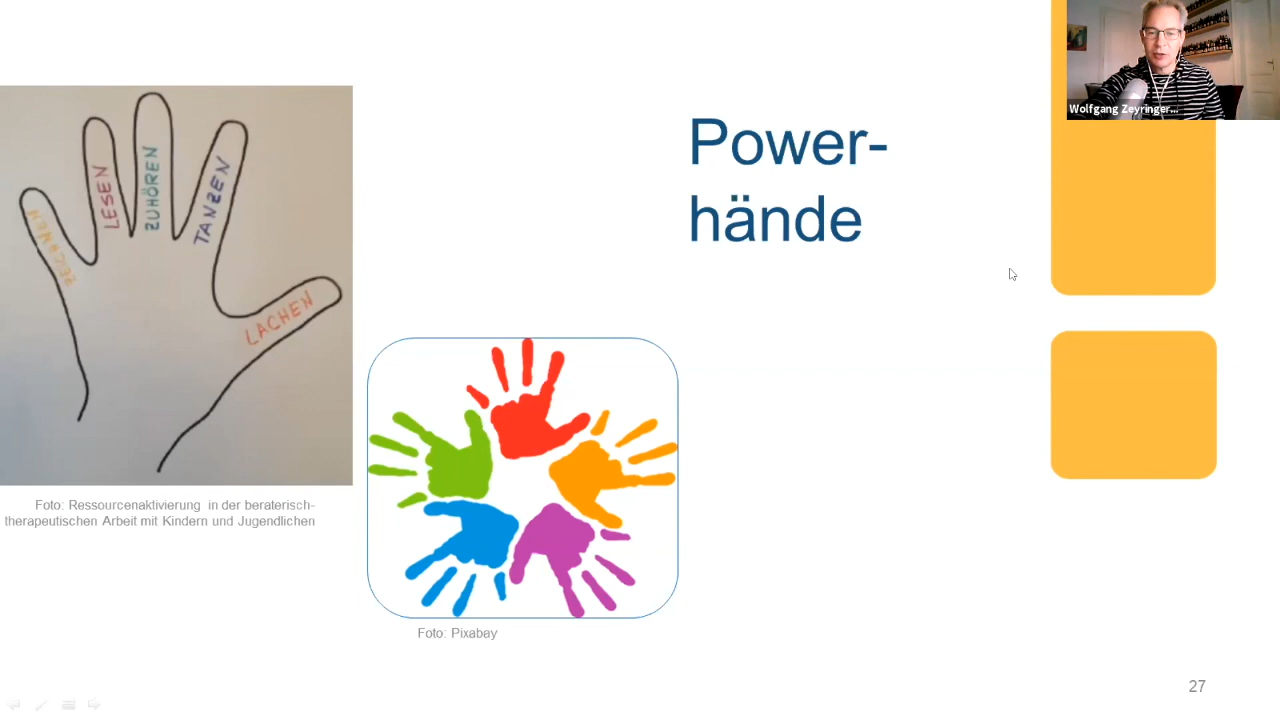 Wolfgang Zeyringer...
Power-
hände
ZEICHNEN
LESEN
ZUHÖREN
TANZEN
LACHEN
Foto: Ressourcenaktivierung in der beraterisch-
therapeutischen Arbeit mit Kindern und Jugendlichen
Foto: Pixabay
27